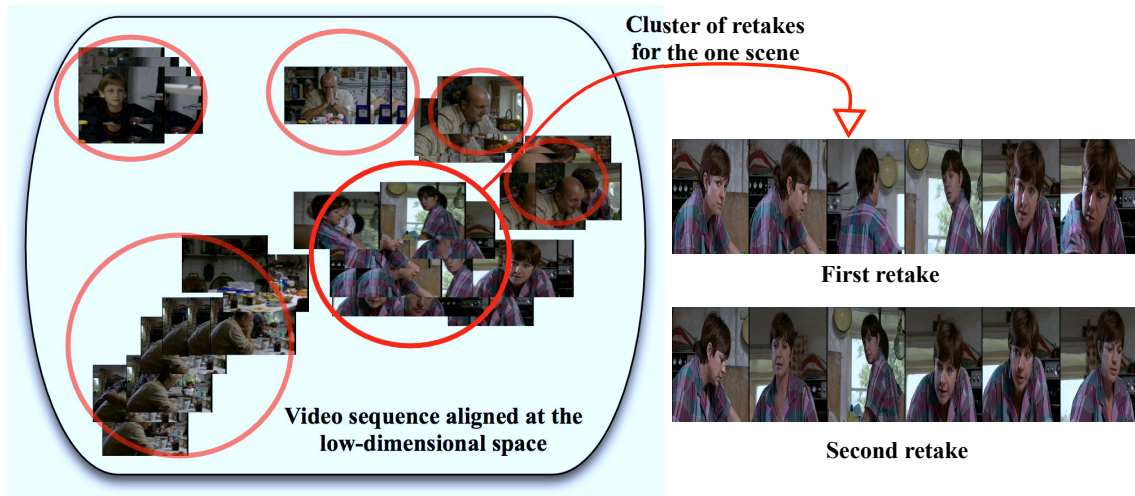 Cluster of retakes
for the one scene
First retake
Video sequence aligned at the
low-dimensional space
Second retake